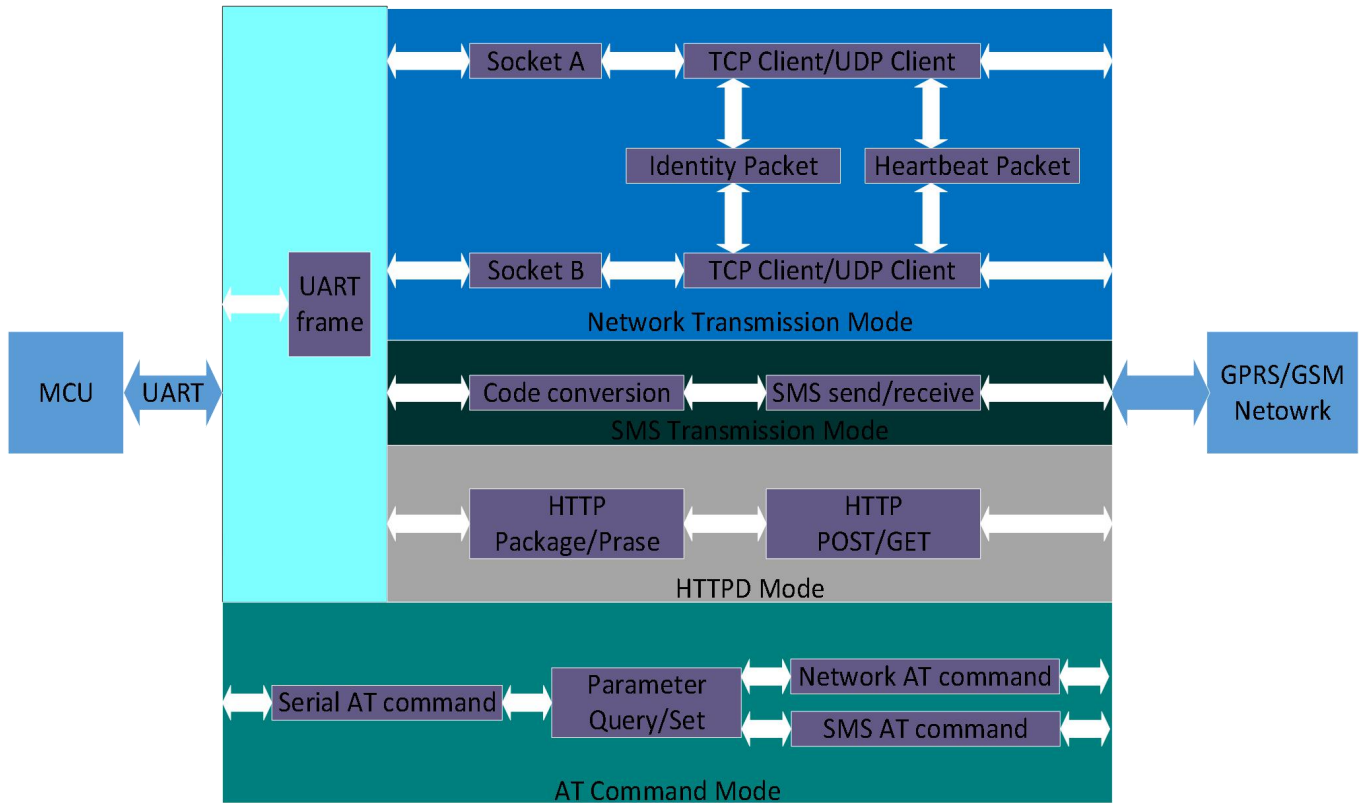 Socket A
TCP Client/UDP Client
Identity Packet
Heartbeat Packet
Socket B
TCP Client/UDP Client
Network Transmission Mode
UART
frame
MCU
UART
GPRS/GSM
Netowrk
Code conversion
SMS send/receive
SMS Transmission Mode
HTTP
Package/Prase
HTTP
POST/GET
HTTPD Mode
Serial AT command
Parameter
Query/Set
Network AT command
SMS AT command
AT Command Mode